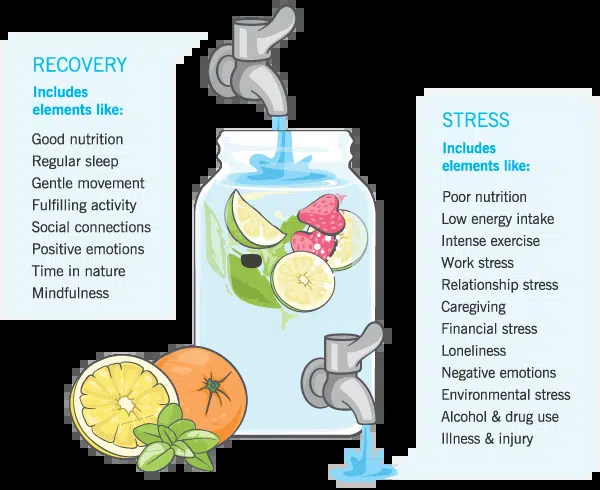 RECOVERY
Includes
elements like:
Good nutrition
Regular sleep
Gentle movement
Fulfilling activity
Social connections
Positive emotions
Time in nature
Mindfulness
STRESS
Includes
elements like:
Poor nutrition
Low energy intake
Intense exercise
Work stress
Relationship stress
Caregiving
Financial stress
Loneliness
Negative emotions
Environmental stress
Alcohol & drug use
Illness & injury